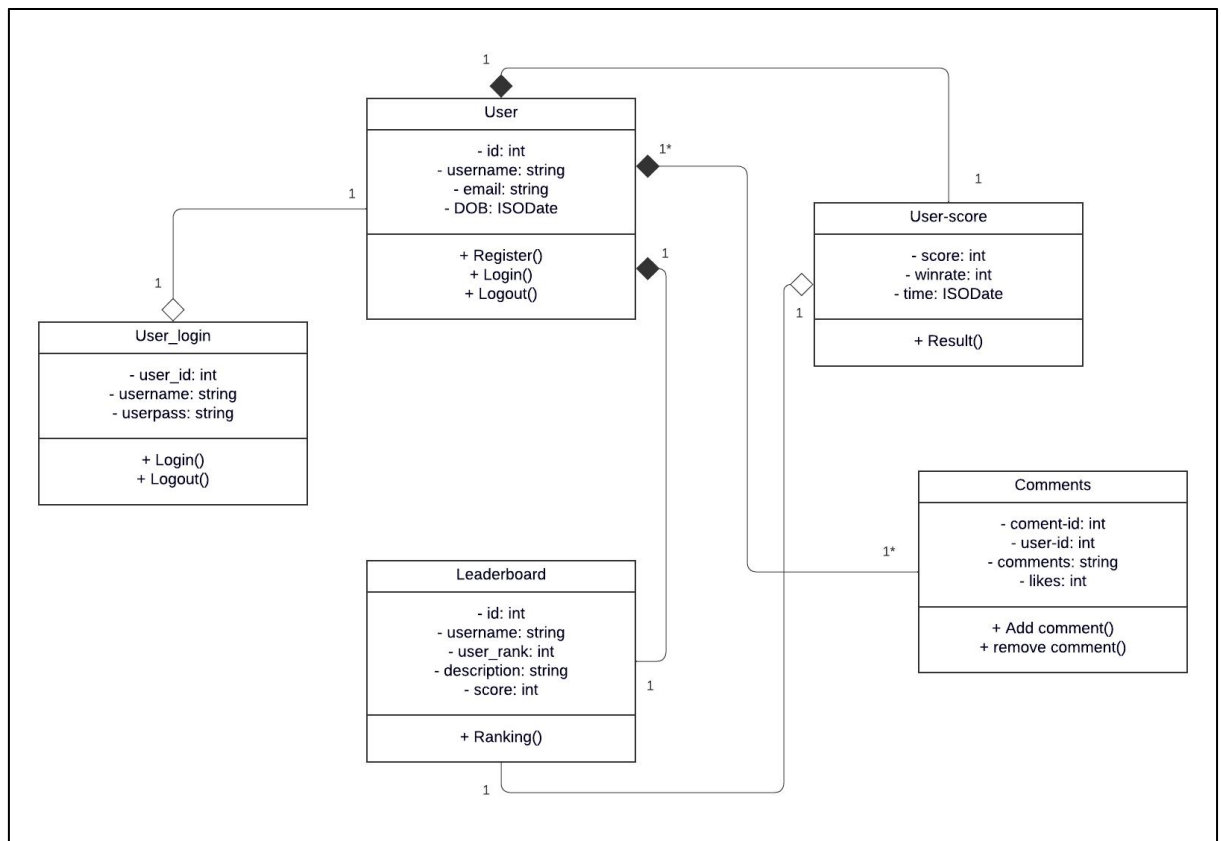 1
User
- id: int
- username: string
- email: string
- DOB: ISODate
+ Register()
+ Login()
+ Logout()
1*
1
1
1
User_login
- user_id: int
- username: string
- userpass: string
+ Login()
+ Logout()
1
User-score
- score: int
- winrate: int
- time: ISODate
+ Result()
1
Comments
- coment-id: int
- user-id: int
- comments: string
- likes: int
+ Add comment()
+ remove comment()
1*
Leaderboard
- id: int
- username: string
- user_rank: int
- description: string
- score: int
+ Ranking()
1
1